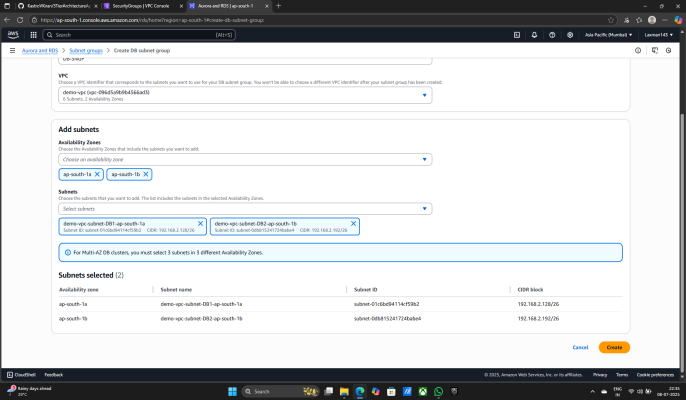 KastroVKiran/3TierArchitectureA
SecurityGroups | VPC Console
Aurora and RDS | ap-south-1
https://ap-south-1.console.aws.amazon.com/rds/home?region=ap-south-1#create-db-subnet-group:
aws
Search
[Alt+S]
Asia Pacific (Mumbai)
Laxman143
Aurora and RDS
Subnet groups
Create DB subnet group
VPC
Choose a VPC identifier that corresponds to the subnets you want to use for your DB subnet group. You won't be able to choose a different VPC identifier after your subnet group has been created.
demo-vpc (vpc-096d5a9b9b4566ad3)
6 Subnets, 2 Availability Zones
Add subnets
Availability Zones
Choose the Availability Zones that include the subnets you want to add.
Choose an availability zone
ap-south-1a
ap-south-1b
Subnets
Choose the subnets that you want to add. The list includes the subnets in the selected Availability Zones.
Select subnets
demo-vpc-subnet-DB1-ap-south-1a
Subnet ID: subnet-01c6bd94114cf59b2 CIDR: 192.168.2.128/26
demo-vpc-subnet-DB2-ap-south-1b
Subnet ID: subnet-0db815241724babe4 CIDR: 192.168.2.192/26
For Multi-AZ DB clusters, you must select 3 subnets in 3 different Availability Zones.
Subnets selected (2)
Availability zone
Subnet name
Subnet ID
CIDR block
ap-south-1a
demo-vpc-subnet-DB1-ap-south-1a
subnet-01c6bd94114cf59b2
192.168.2.128/26
ap-south-1b
demo-vpc-subnet-DB2-ap-south-1b
subnet-0db815241724babe4
192.168.2.192/26
Cancel
Create
CloudShell
Feedback
© 2025, Amazon Web Services, Inc. or its affiliates.
Privacy
Terms
Cookie preferences
Rainy days ahead
29°C
Search
ENG
IN
22:35
08-07-2025